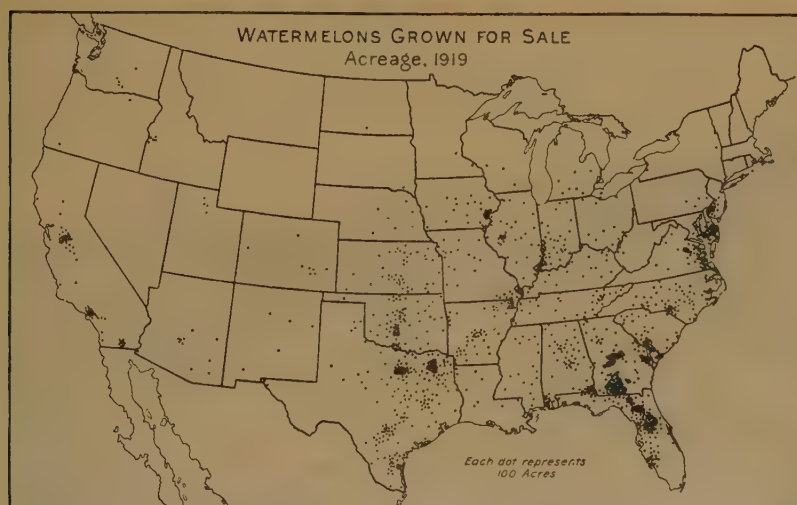 WATERMELONS GROWN FOR SALE
Acreage, 1919
Each dot represents
100 Acres